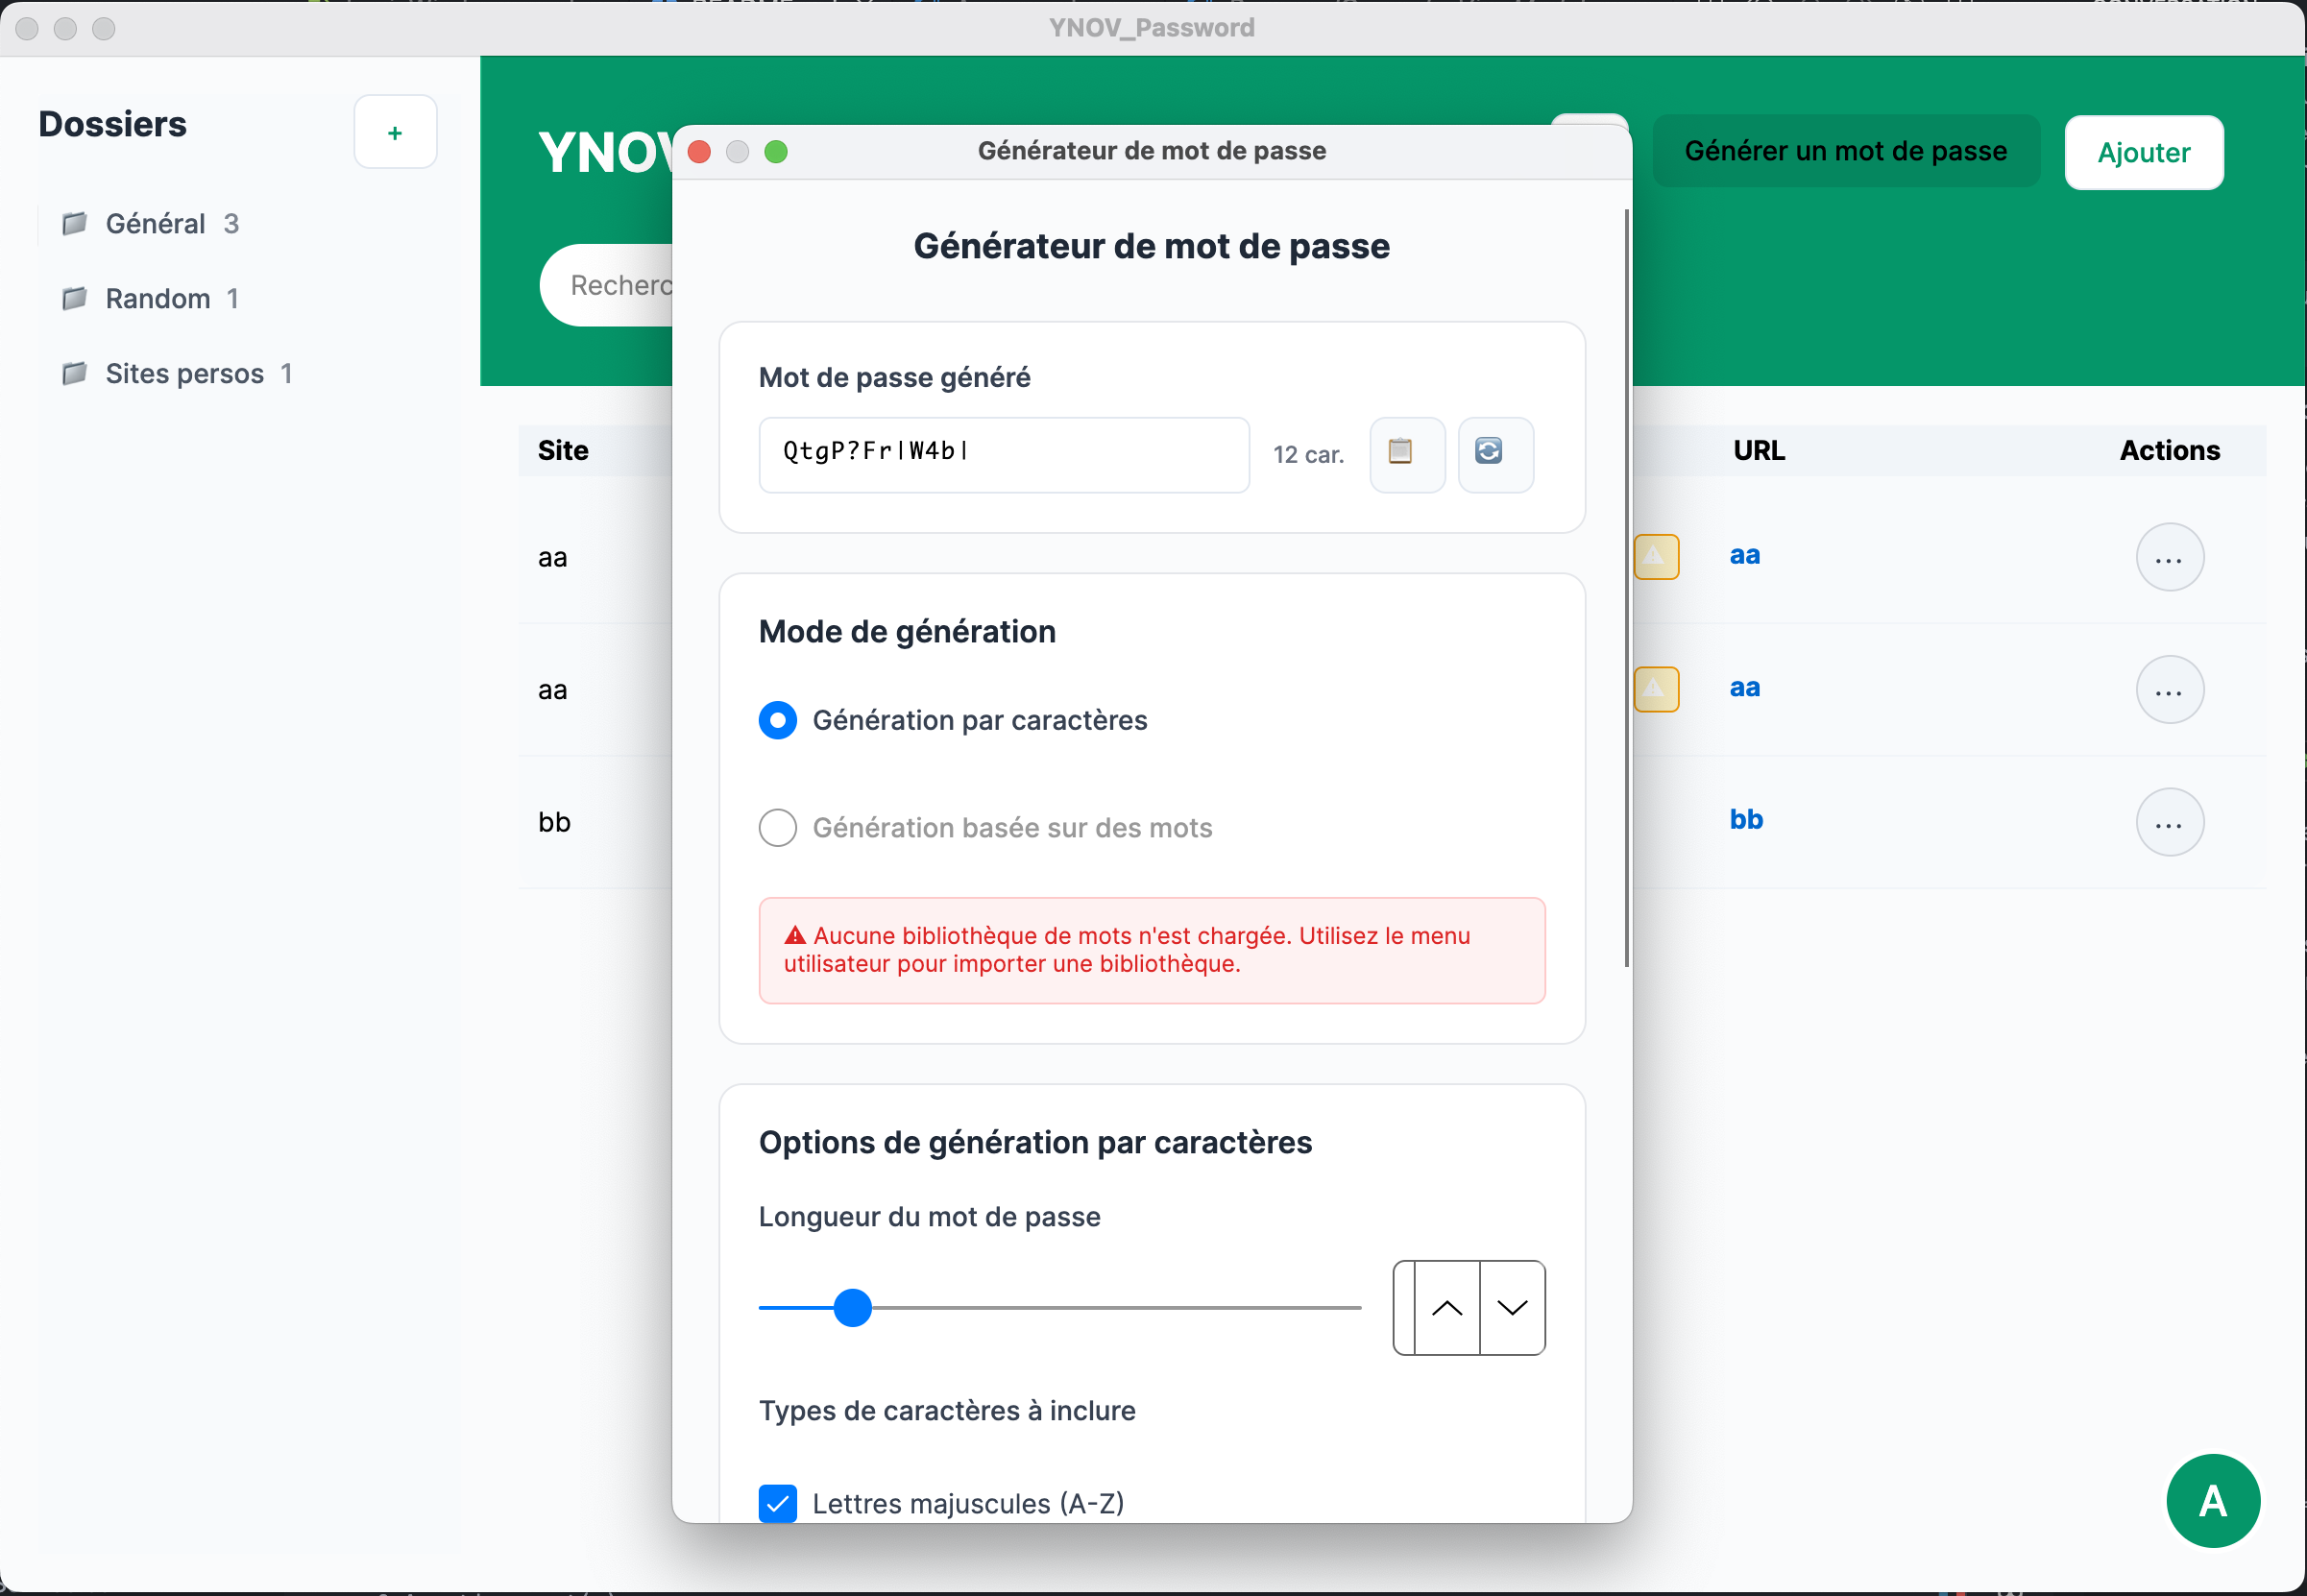 YNOV_Password
Dossiers
+
Général 3
Random 1
Sites persos 1
Générer un mot de passe
Ajouter
Générateur de mot de passe
Générateur de mot de passe
Mot de passe généré
QtgP?Fr|W4b|
12 car.
Mode de génération
Génération par caractères
Génération basée sur des mots
⚠ Aucune bibliothèque de mots n'est chargée. Utilisez le menu
utilisateur pour importer une bibliothèque.
Options de génération par caractères
Longueur du mot de passe
Types de caractères à inclure
Lettres majuscules (A-Z)
Site
URL
Actions
aa
aa
...
aa
aa
...
bb
bb
...
A